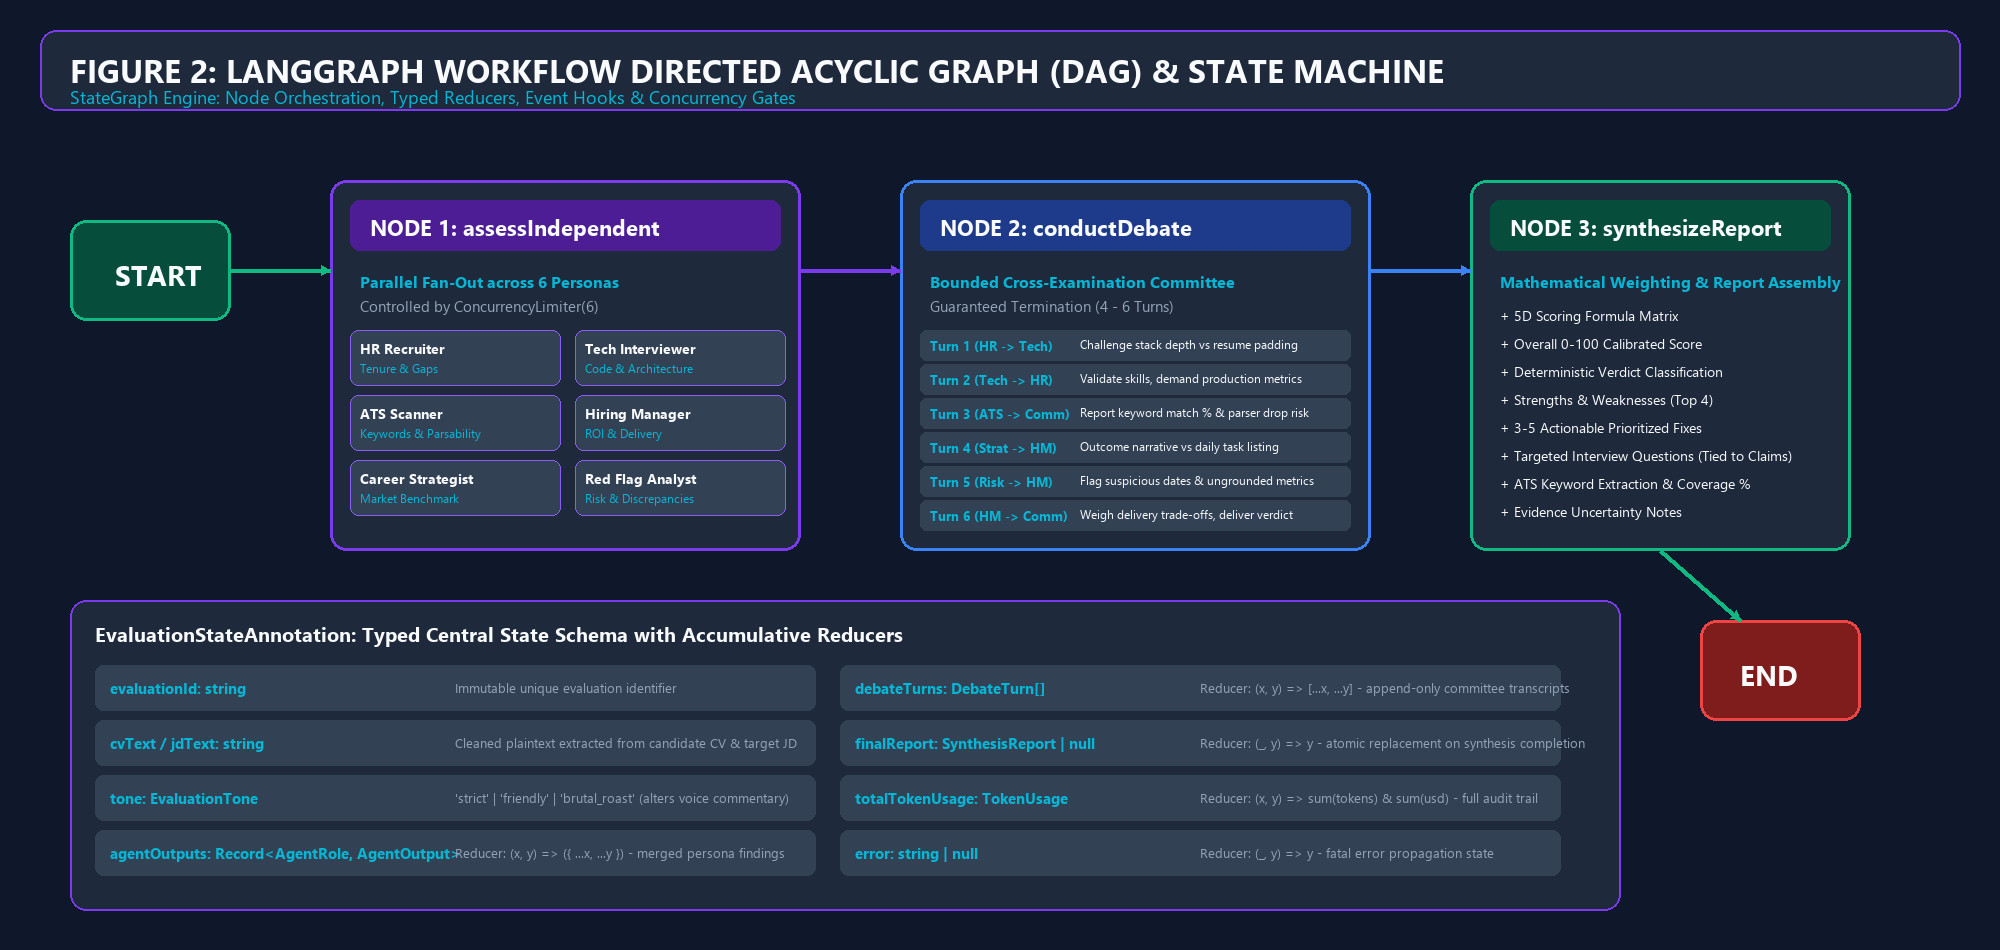 FIGURE 2: LANGGRAPH WORKFLOW DIRECTED ACYCLIC GRAPH (DAG) & STATE MACHINE
StateGraph Engine: Node Orchestration, Typed Reducers, Event Hooks & Concurrency Gates
START
NODE 1: assessIndependent
Parallel Fan-Out across 6 Personas
Controlled by ConcurrencyLimiter(6)
HR Recruiter
Tenure & Gaps
Tech Interviewer
Code & Architecture
ATS Scanner
Keywords & Parsability
Hiring Manager
ROI & Delivery
Career Strategist
Market Benchmark
Red Flag Analyst
Risk & Discrepancies
NODE 2: conductDebate
Bounded Cross-Examination Committee
Guaranteed Termination (4 - 6 Turns)
Turn 1 (HR -> Tech) Challenge stack depth vs resume padding
Turn 2 (Tech -> HR) Validate skills, demand production metrics
Turn 3 (ATS -> Comm) Report keyword match % & parser drop risk
Turn 4 (Strat -> HM) Outcome narrative vs daily task listing
Turn 5 (Risk -> HM) Flag suspicious dates & ungrounded metrics
Turn 6 (HM -> Comm) Weigh delivery trade-offs, deliver verdict
NODE 3: synthesizeReport
Mathematical Weighting & Report Assembly
+ 5D Scoring Formula Matrix
+ Overall 0-100 Calibrated Score
+ Deterministic Verdict Classification
+ Strengths & Weaknesses (Top 4)
+ 3-5 Actionable Prioritized Fixes
+ Targeted Interview Questions (Tied to Claims)
+ ATS Keyword Extraction & Coverage %
+ Evidence Uncertainty Notes
END
EvaluationStateAnnotation: Typed Central State Schema with Accumulative Reducers
evaluationId: string Immutable unique evaluation identifier
cvText / jdText: string Cleaned plaintext extracted from candidate CV & target JD
tone: EvaluationTone 'strict' | 'friendly' | 'brutal_roast' (alters voice commentary)
agentOutputs: Record<AgentRole, AgentOutput> Reducer: (x, y) => ({ ...x, ...y }) - merged persona findings
debateTurns: DebateTurn[] Reducer: (x, y) => [...x, ...y] - append-only committee transcripts
finalReport: SynthesisReport | null Reducer: (_, y) => y - atomic replacement on synthesis completion
totalTokenUsage: TokenUsage Reducer: (x, y) => sum(tokens) & sum(usd) - full audit trail
error: string | null Reducer: (_, y) => y - fatal error propagation state